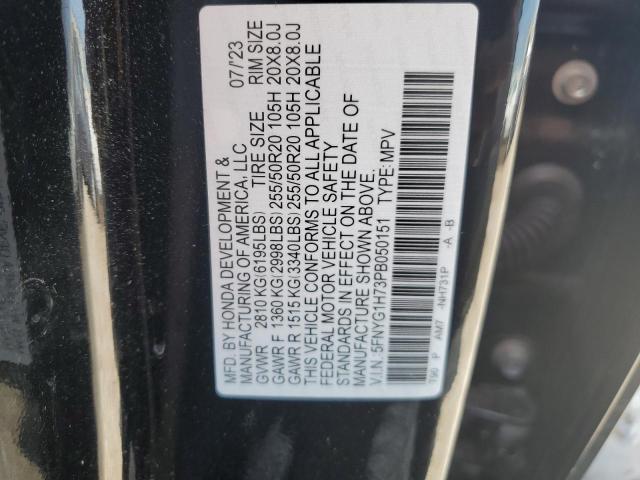 MFD. BY HONDA DEVELOPMENT & 07/'23
MANUFACTURING OF AMERICA, LLC
GVWR 2810 KG(6195LBS) TIRE SIZE RIM SIZE
GAWR F 1360 KG(2998LBS) 255/50R20 105H 20X8.0J
GAWR R 1515 KG(3340LBS) 255/50R20 105H 20X8.0J
THIS VEHICLE CONFORMS TO ALL APPLICABLE
FEDERAL MOTOR VEHICLE SAFETY
STANDARDS IN EFFECT ON THE DATE OF
MANUFACTURE SHOWN ABOVE.
V.I.N.: 5FNYG1H73PB050151 TYPE: MPV
T90 P AM7 -NH731P -A -B